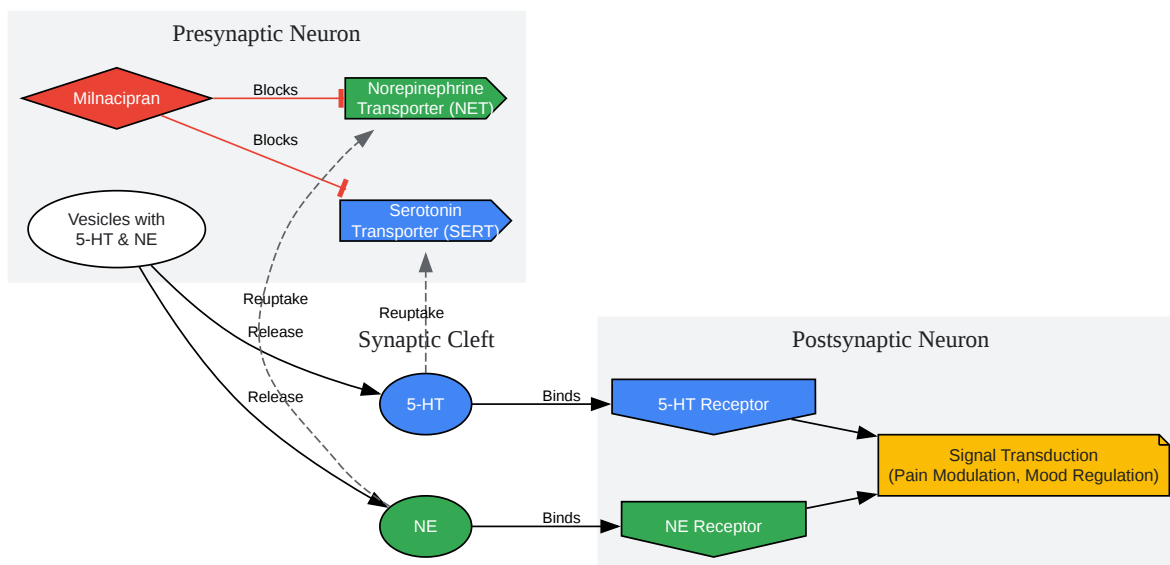 Presynaptic Neuron
Milnacipran
Blocks
Norepinephrine
Transporter (NET)
Blocks
Serotonin
Transporter (SERT)
Vesicles with
5-HT & NE
Reuptake
Reuptake
Release
Synaptic Cleft
Release
5-HT
Binds
NE
Binds
Postsynaptic Neuron
5-HT Receptor
NE Receptor
Signal Transduction
(Pain Modulation, Mood Regulation)